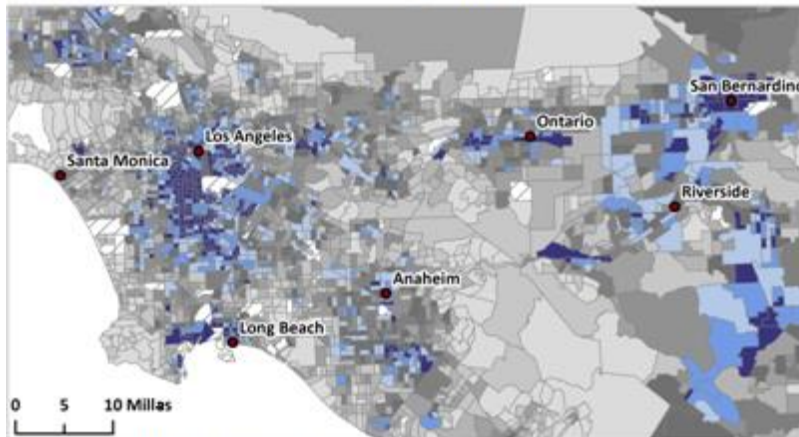 San Bernardino
Ontario
Los Angeles
Santa Monica
Riverside
Anaheim
Long Beach
0 5 10 Millas